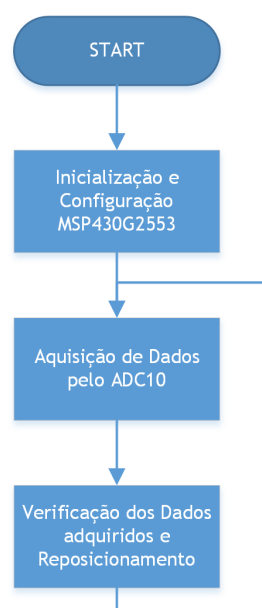 START
Inicialização e
Configuração
MSP430G2553
Aquisição de Dados
pelo ADC10
Verificação dos Dados
adquiridos e
Reposicionamento